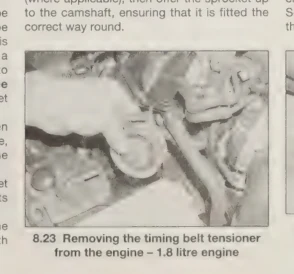 (where applicable), then offer the sprocket up
to the camshaft, ensuring that it is fitted the
correct way round.
8.23 Removing the timing belt tensioner
from the engine – 1.8 litre engine